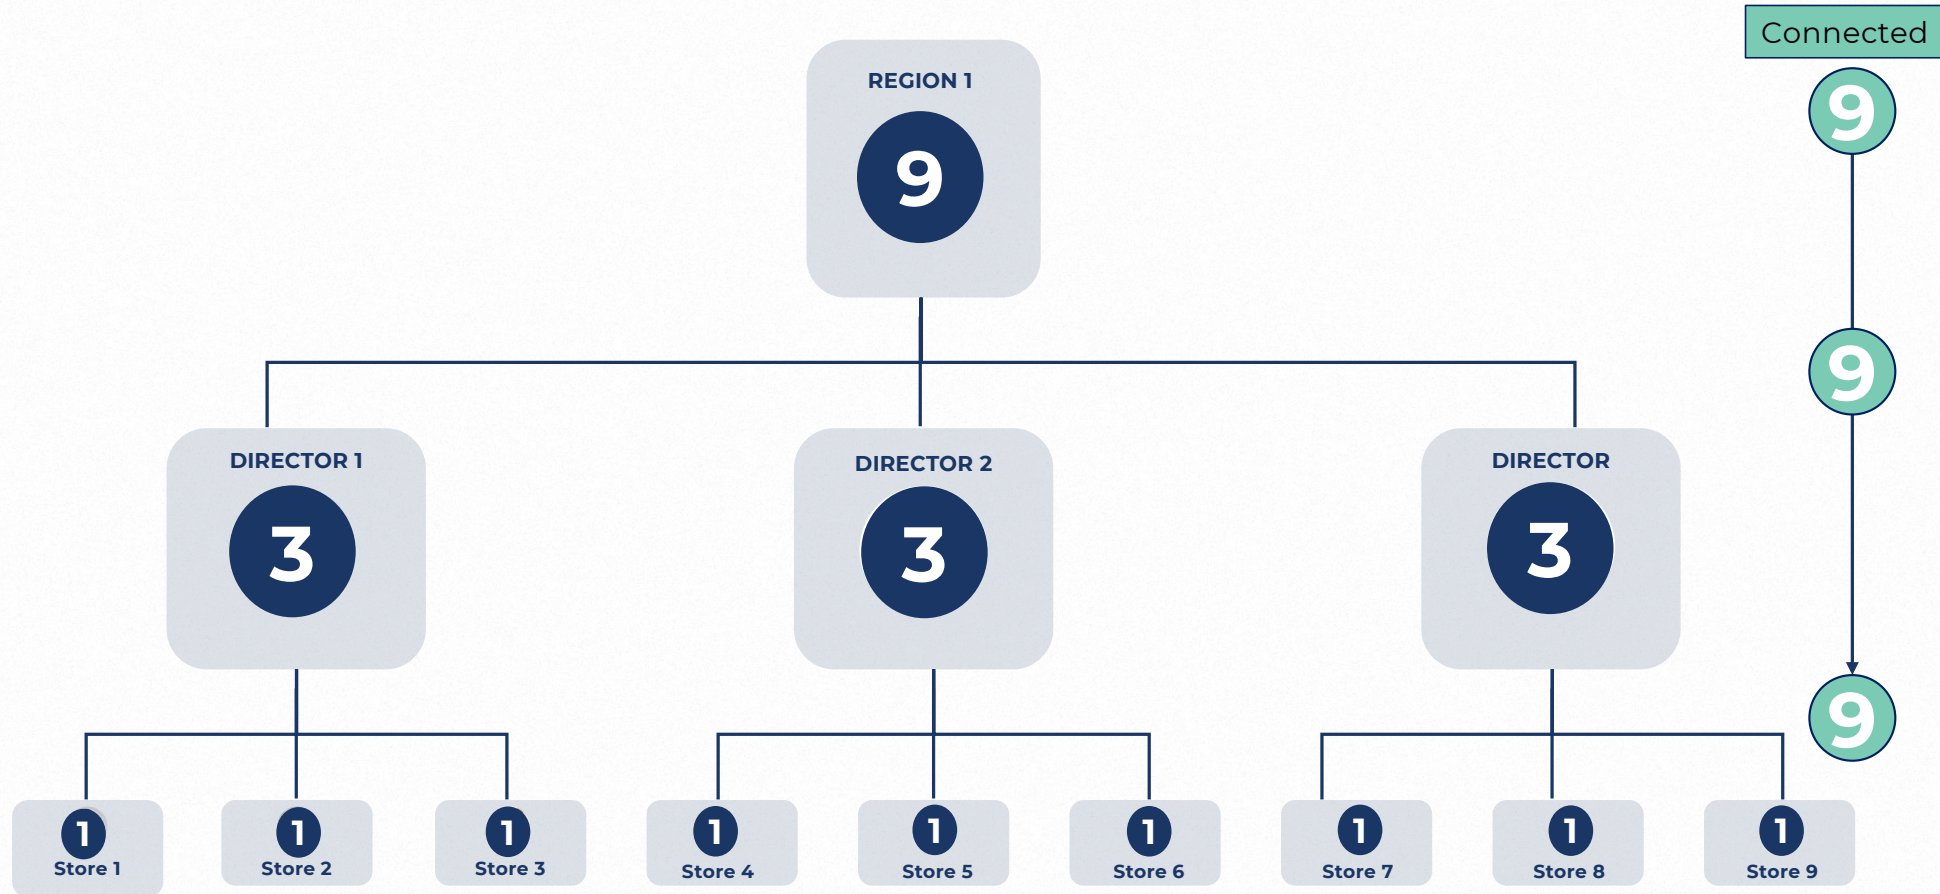 Connected
REGION 1
9
9
9
DIRECTOR 1
DIRECTOR 2
DIRECTOR
3
3
3
9
1
1
1
1
1
1
1
1
1
Store 1
Store 2
Store 3
Store 4
Store 5
Store 6
Store 7
Store 8
Store 9